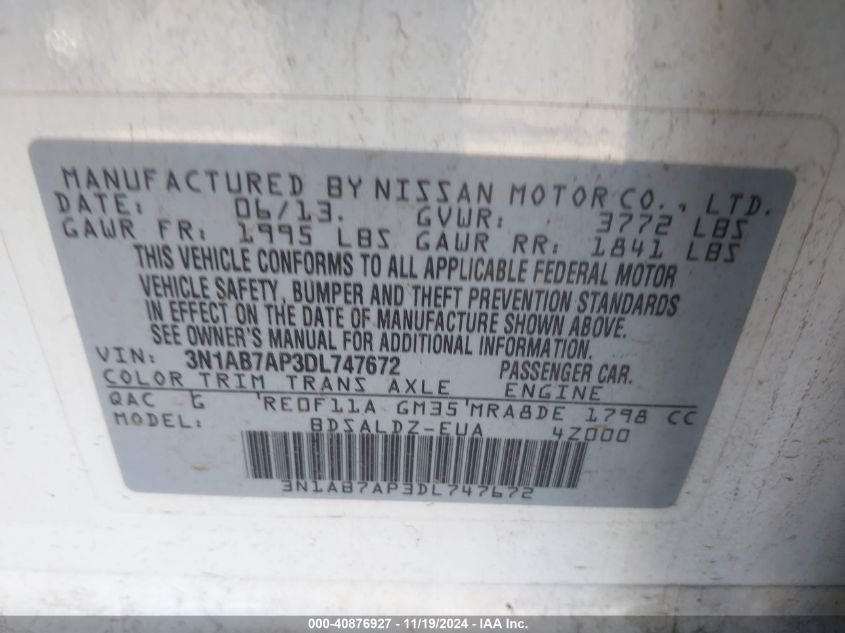 MANUFACTURED BY NISSAN MOTOR CO., LTD.
DATE: 06/13. GVWR: 3772 LBS
GAWR FR: 1995 LBS GAWR RR: 1841 LBS
THIS VEHICLE CONFORMS TO ALL APPLICABLE FEDERAL MOTOR
VEHICLE SAFETY, BUMPER AND THEFT PREVENTION STANDARDS
IN EFFECT ON THE DATE OF MANUFACTURE SHOWN ABOVE.
SEE OWNER'S MANUAL FOR ADDITIONAL INFORMATION.
VIN: 3N1AB7AP3DL747672 PASSENGER CAR.
COLOR TRIM TRANS AXLE ENGINE
QAC G RE0F11A GM35 MRA8DE 1798 CC
MODEL: BDSALDZ-EUA 4Z000
3N1AB7AP3DL747672
000-40876927 - 11/19/2024 - IAA Inc.